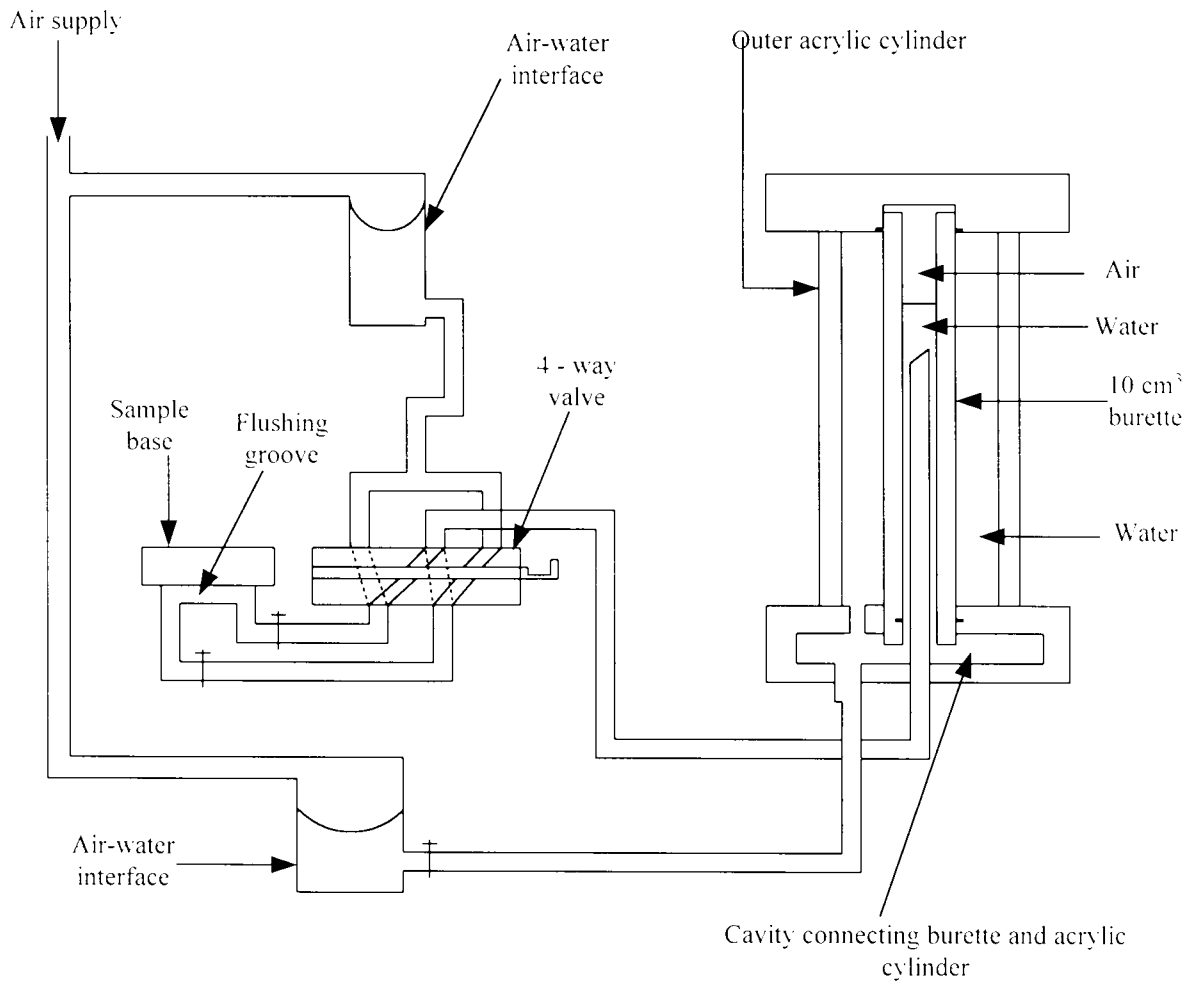 Air supply
Air-water
interface
Outer acrylic cylinder
Air
Water
10 cm³
burette
4 - way
valve
Sample
base
Flushing
groove
Water
Air-water
interface
Cavity connecting burette and acrylic
cylinder